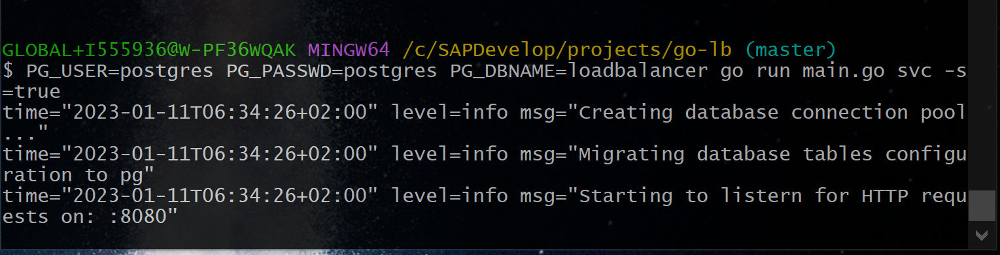 GLOBAL+I555936@W-PF36WQAK MINGW64 /c/SAPDevelop/projects/go-lb (master)
$ PG_USER=postgres PG_PASSWD=postgres PG_DBNAME=loadbalancer go run main.go svc -s
=true
time="2023-01-11T06:34:26+02:00" level=info msg="Creating database connection pool
..."
time="2023-01-11T06:34:26+02:00" level=info msg="Migrating database tables configu
ration to pg"
time="2023-01-11T06:34:26+02:00" level=info msg="Starting to listern for HTTP requ
ests on: :8080"